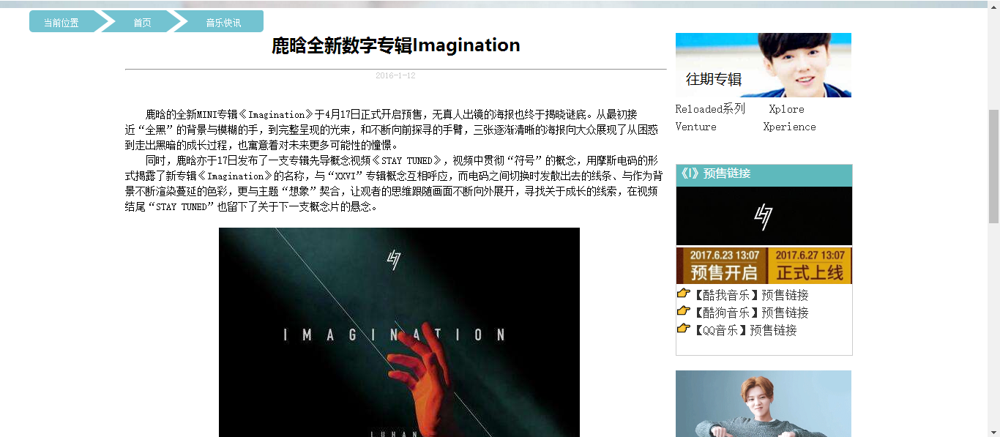 当前位置
首页
音乐快讯
鹿晗全新数字专辑Imagination
2016-1-12
鹿晗的全新MINI专辑《Imagination》于4月17日正式开启预售，无真人出镜的海报也终于揭晓谜底。从最初接
近“全黑”的背景与模糊的手，到完整呈现的光束，和不断向前探寻的手臂，三张逐渐清晰的海报向大众展现了从困惑
到走出黑暗的成长过程，也寓意着对未来更多可能性的憧憬。
同时，鹿晗亦于17日发布了一支专辑先导概念视频《STAY TUNED》，视频中贯彻“符号”的概念，用摩斯电码的形
式揭露了新专辑《Imagination》的名称，与“XXVI”专辑概念互相呼应，而电码之间切换时发散出去的线条、与作为背
景不断渲染蔓延的色彩，更与主题“想象”契合，让观者的思维跟随画面不断向外展开，寻找关于成长的线索，在视频
结尾“STAY TUNED”也留下了关于下一支概念片的悬念。
IMAGINATION
LUHAN
往期专辑
Reloaded系列 Xplore
Venture Xperience
《I》预售链接
2017.6.23 13:07 2017.6.27 13:07
预售开启 正式上线
【酷我音乐】预售链接
【酷狗音乐】预售链接
【QQ音乐】预售链接